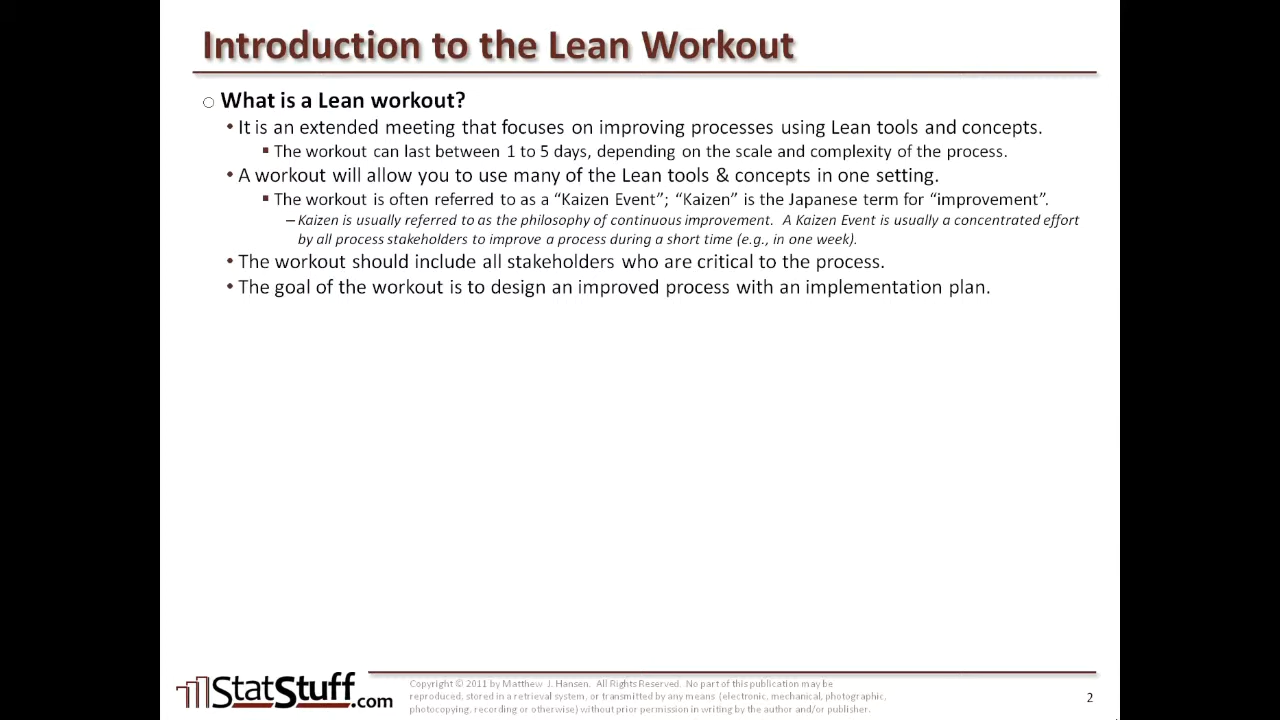 Introduction to the Lean Workout
○ What is a Lean workout?
• It is an extended meeting that focuses on improving processes using Lean tools and concepts.
▪ The workout can last between 1 to 5 days, depending on the scale and complexity of the process.
• A workout will allow you to use many of the Lean tools & concepts in one setting.
▪ The workout is often referred to as a “Kaizen Event”; “Kaizen” is the Japanese term for “improvement”.
– Kaizen is usually referred to as the philosophy of continuous improvement. A Kaizen Event is usually a concentrated effort
by all process stakeholders to improve a process during a short time (e.g., in one week).
• The workout should include all stakeholders who are critical to the process.
• The goal of the workout is to design an improved process with an implementation plan.
StatStuff.com
Copyright © 2011 by Matthew J. Hansen. All Rights Reserved. No part of this publication may be
reproduced, stored in a retrieval system, or transmitted by any means (electronic, mechanical, photographic,
photocopying, recording or otherwise) without prior permission in writing by the author and/or publisher.
2